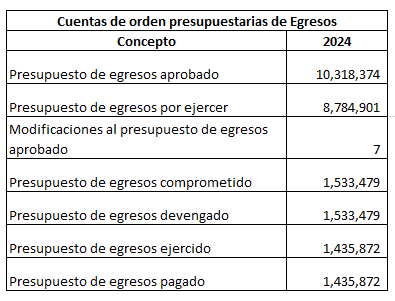 Cuentas de orden presupuestarias de Egresos
Concepto 2024
Presupuesto de egresos aprobado 10,318,374
Presupuesto de egresos por ejercer 8,784,901
Modificaciones al presupuesto de egresos
aprobado 7
Presupuesto de egresos comprometido 1,533,479
Presupuesto de egresos devengado 1,533,479
Presupuesto de egresos ejercido 1,435,872
Presupuesto de egresos pagado 1,435,872